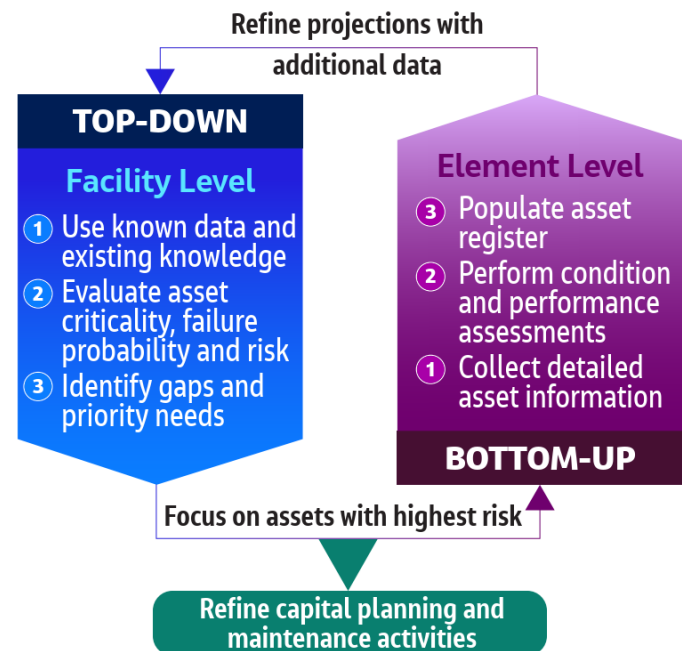 Refine projections with
additional data
TOP-DOWN
Facility Level
1 Use known data and
existing knowledge
2 Evaluate asset
criticality, failure
probability and risk
3 Identify gaps and
priority needs
Element Level
3 Populate asset
register
2 Perform condition
and performance
assessments
1 Collect detailed
asset information
BOTTOM-UP
Focus on assets with highest risk
Refine capital planning and
maintenance activities